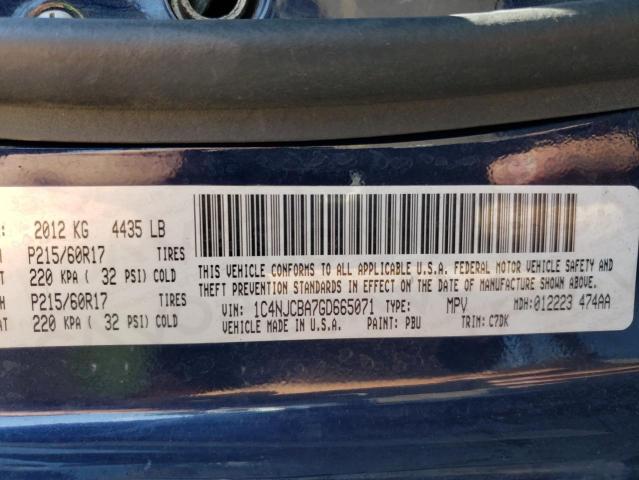 : 2012 KG 4435 LB
H P215/60R17 TIRES
AT 220 KPA ( 32 PSI) COLD
H P215/60R17 TIRES
AT 220 KPA ( 32 PSI) COLD
THIS VEHICLE CONFORMS TO ALL APPLICABLE U.S.A. FEDERAL MOTOR VEHICLE SAFETY AND
THEFT PREVENTION STANDARDS IN EFFECT ON THE DATE OF MANUFACTURE SHOWN ABOVE.
VIN: 1C4NJCBA7GD665071 TYPE: MPV MDH: 012223 474AA
VEHICLE MADE IN U.S.A. PAINT: PBU TRIM: C7DK